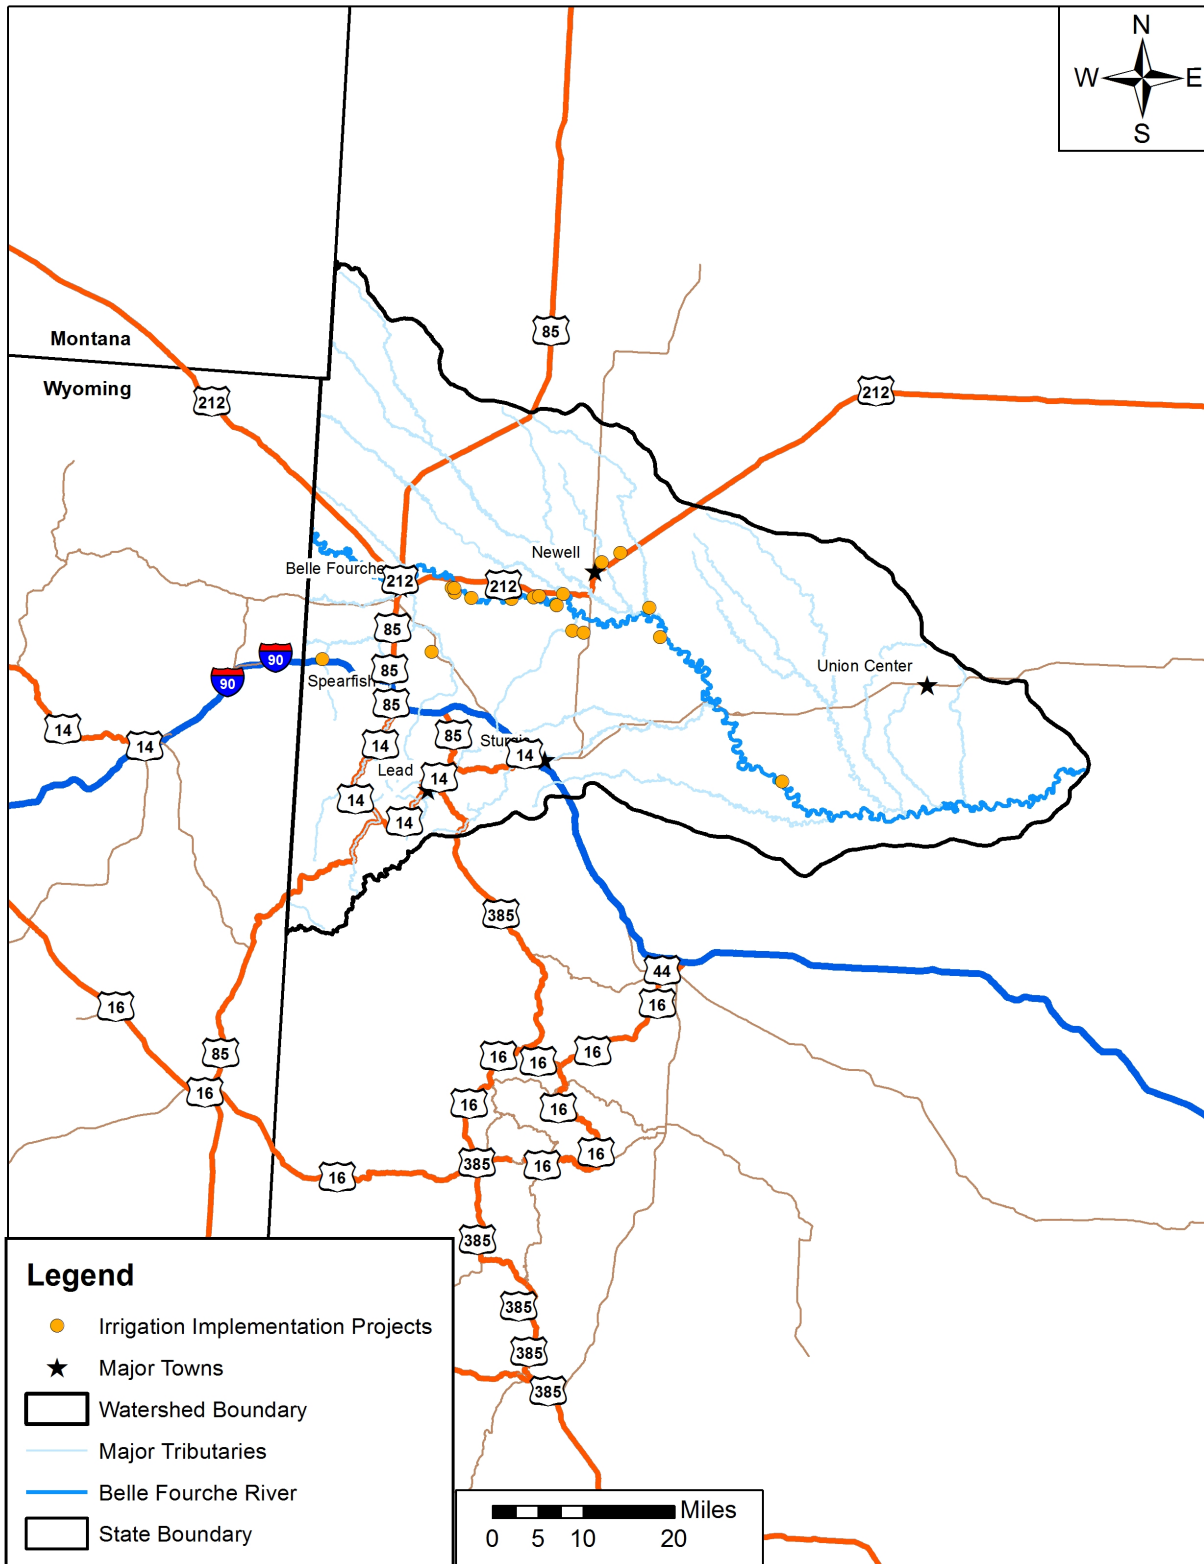 N
W E
S
85
Montana
Wyoming
212
212
Newell
Belle Fourche
212
212
85
Union Center
90
90
85
Spearfish
85
14
14
14
85
Sturgis
14
Lead
14
14
14
385
44
16
16
85
16
16
16
16
16
16
16
385
16
16
385
385
385
385
Legend
Irrigation Implementation Projects
Major Towns
Watershed Boundary
Major Tributaries
Belle Fourche River
State Boundary
Miles
0 5 10 20